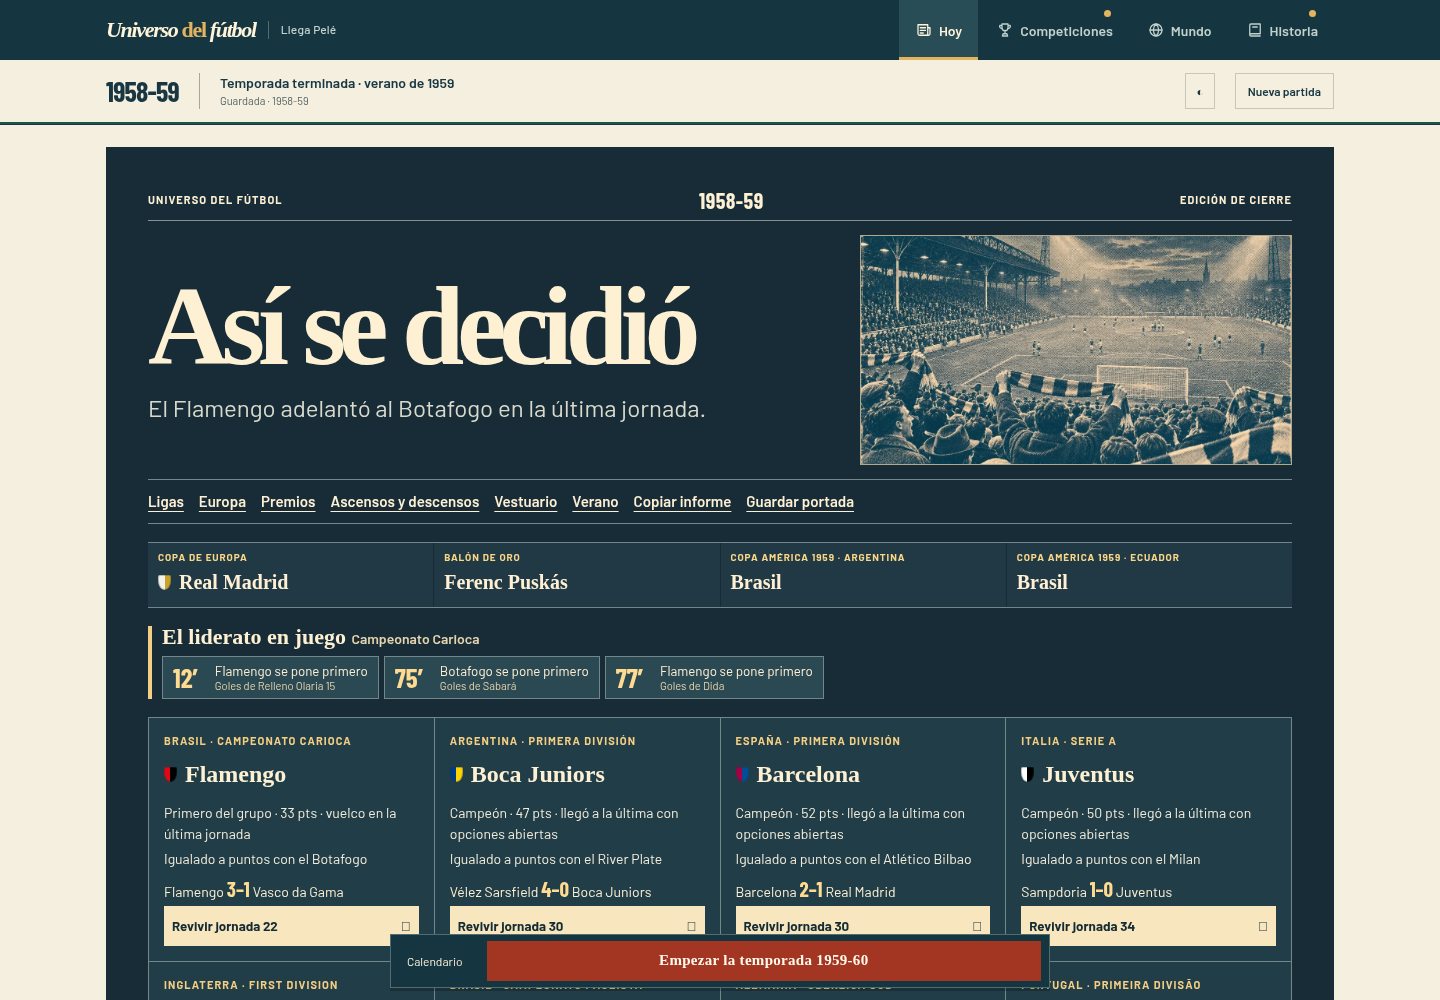 Universo del fútbol
Llega Pelé
Hoy
Competiciones
Mundo
Historia
1958-59
Temporada terminada · verano de 1959
Guardada · 1958-59
Nueva partida
UNIVERSO DEL FÚTBOL
1958-59
EDICIÓN DE CIERRE
Así se decidió
El Flamengo adelantó al Botafogo en la última jornada.
Ligas Europa Premios Ascensos y descensos Vestuario Verano Copiar informe Guardar portada
COPA DE EUROPA
Real Madrid
BALÓN DE ORO
Ferenc Puskás
COPA AMÉRICA 1959 · ARGENTINA
Brasil
COPA AMÉRICA 1959 · ECUADOR
Brasil
El liderato en juego Campeonato Carioca
12′ Flamengo se pone primero
Goles de Relleno Olaria 15
75′ Botafogo se pone primero
Goles de Sabará
77′ Flamengo se pone primero
Goles de Dida
BRASIL · CAMPEONATO CARIOCA
Flamengo
Primero del grupo · 33 pts · vuelco en la
última jornada
Igualado a puntos con el Botafogo
Flamengo 3-1 Vasco da Gama
Revivir jornada 22
ARGENTINA · PRIMERA DIVISIÓN
Boca Juniors
Campeón · 47 pts · llegó a la última con
opciones abiertas
Igualado a puntos con el River Plate
Vélez Sarsfield 4-0 Boca Juniors
Revivir jornada 30
ESPAÑA · PRIMERA DIVISIÓN
Barcelona
Campeón · 52 pts · llegó a la última con
opciones abiertas
Igualado a puntos con el Atlético Bilbao
Barcelona 2-1 Real Madrid
Revivir jornada 30
ITALIA · SERIE A
Juventus
Campeón · 50 pts · llegó a la última con
opciones abiertas
Igualado a puntos con el Milan
Sampdoria 1-0 Juventus
Revivir jornada 34
Calendario
Empezar la temporada 1959-60
INGLATERRA · FIRST DIVISION
PRIMEIRA DIVISÃO